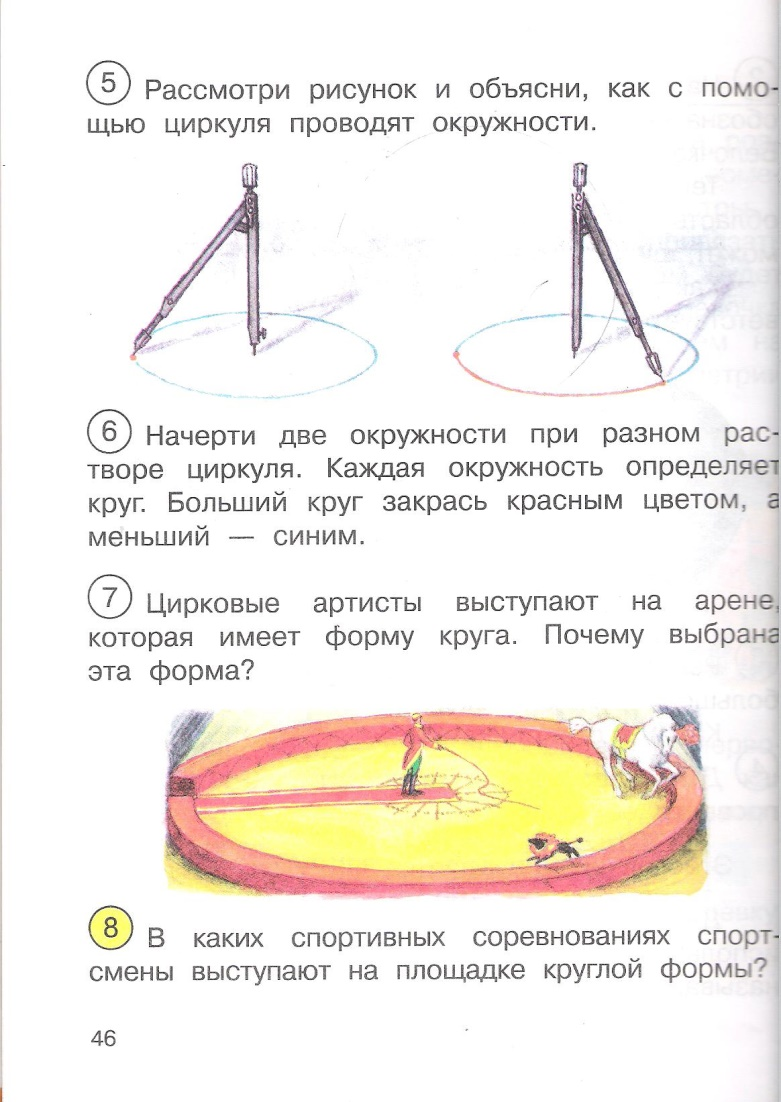 5 Рассмотри рисунок и объясни, как с помо-
щью циркуля проводят окружности.
6 Начерти две окружности при разном рас-
творе циркуля. Каждая окружность определяет
круг. Больший круг закрась красным цветом, а
меньший — синим.
7 Цирковые артисты выступают на арене,
которая имеет форму круга. Почему выбрана
эта форма?
8 В каких спортивных соревнованиях спорт-
смены выступают на площадке круглой формы?
46